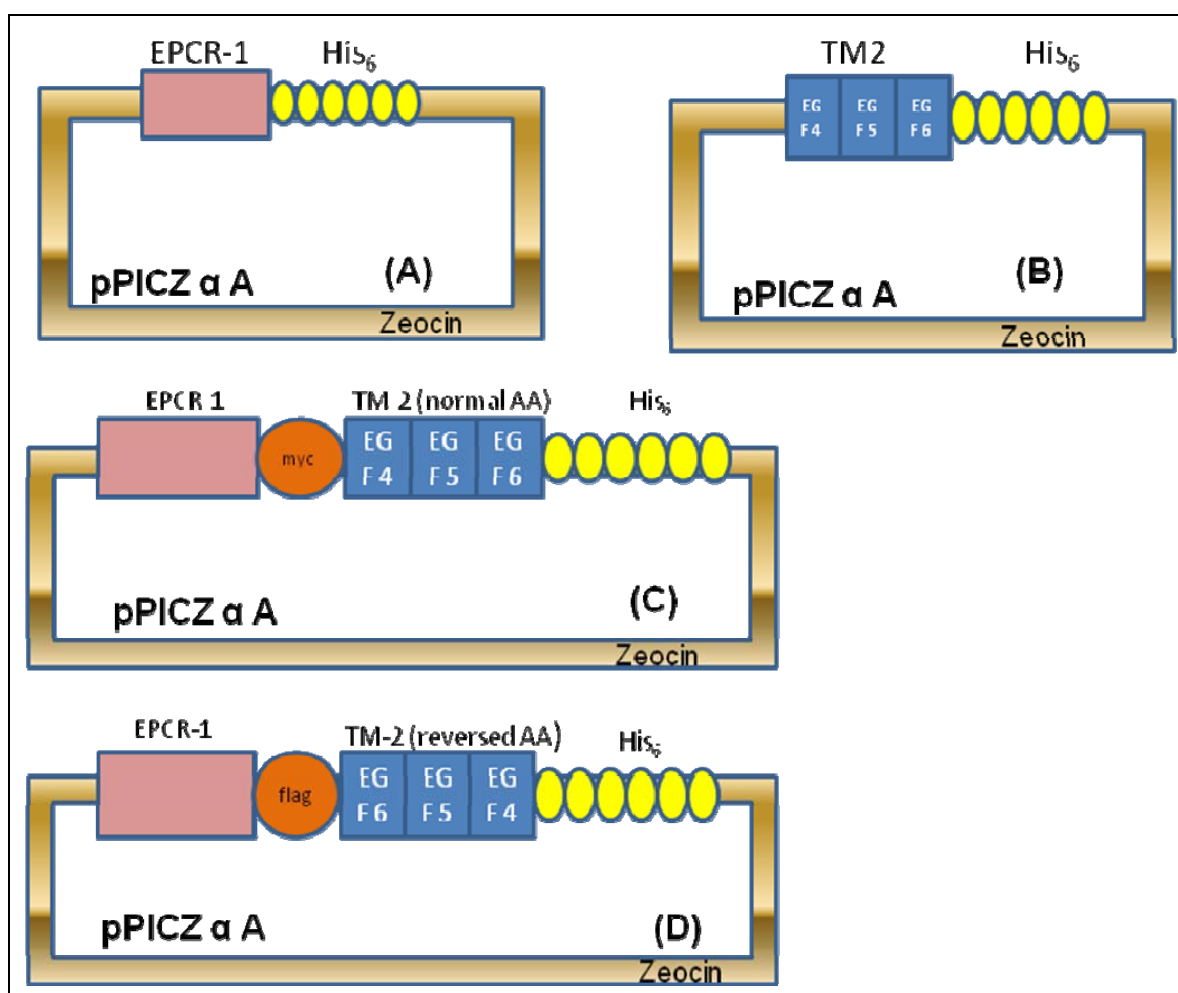 EPCR-1 His6
pPICZ α A
(A)
Zeocin
TM2 His6
EG EG EG
F4 F5 F6
pPICZ α A
(B)
Zeocin
EPCR 1 TM 2 (normal AA) His6
myc
EG EG EG
F4 F5 F6
pPICZ α A
(C)
Zeocin
EPCR-1 TM-2 (reversed AA) His6
flag
EG EG EG
F6 F5 F4
pPICZ α A
(D)
Zeocin